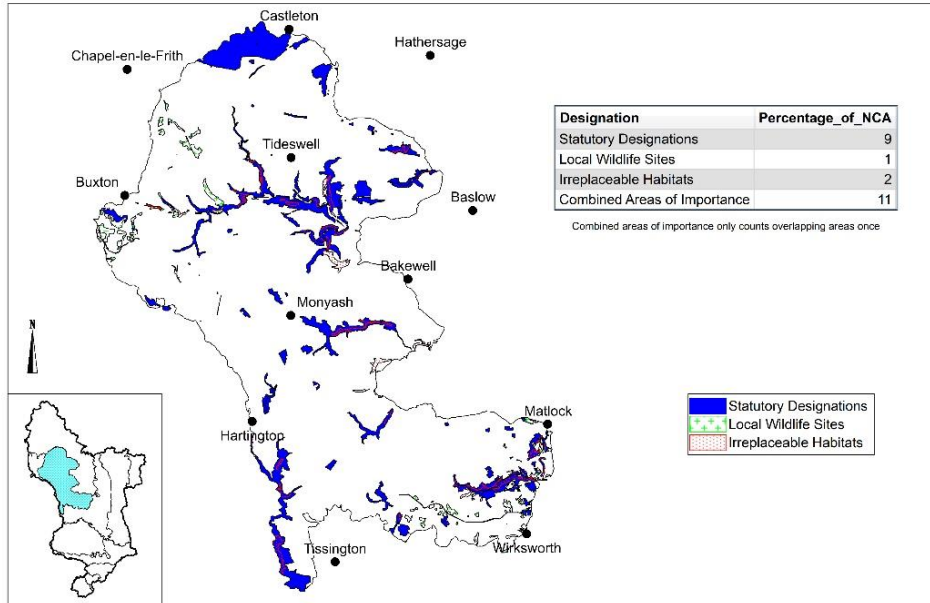 Castleton
Hathersage
Chapel-en-le-Frith
Designation Percentage_of_NCA
Statutory Designations 9
Local Wildlife Sites 1
Irreplaceable Habitats 2
Combined Areas of Importance 11
Combined areas of importance only counts overlapping areas once
Tideswell
Buxton
Baslow
Bakewell
Monyash
N
Matlock
Hartington
Statutory Designations
Local Wildlife Sites
Irreplaceable Habitats
Tissington
Wirksworth